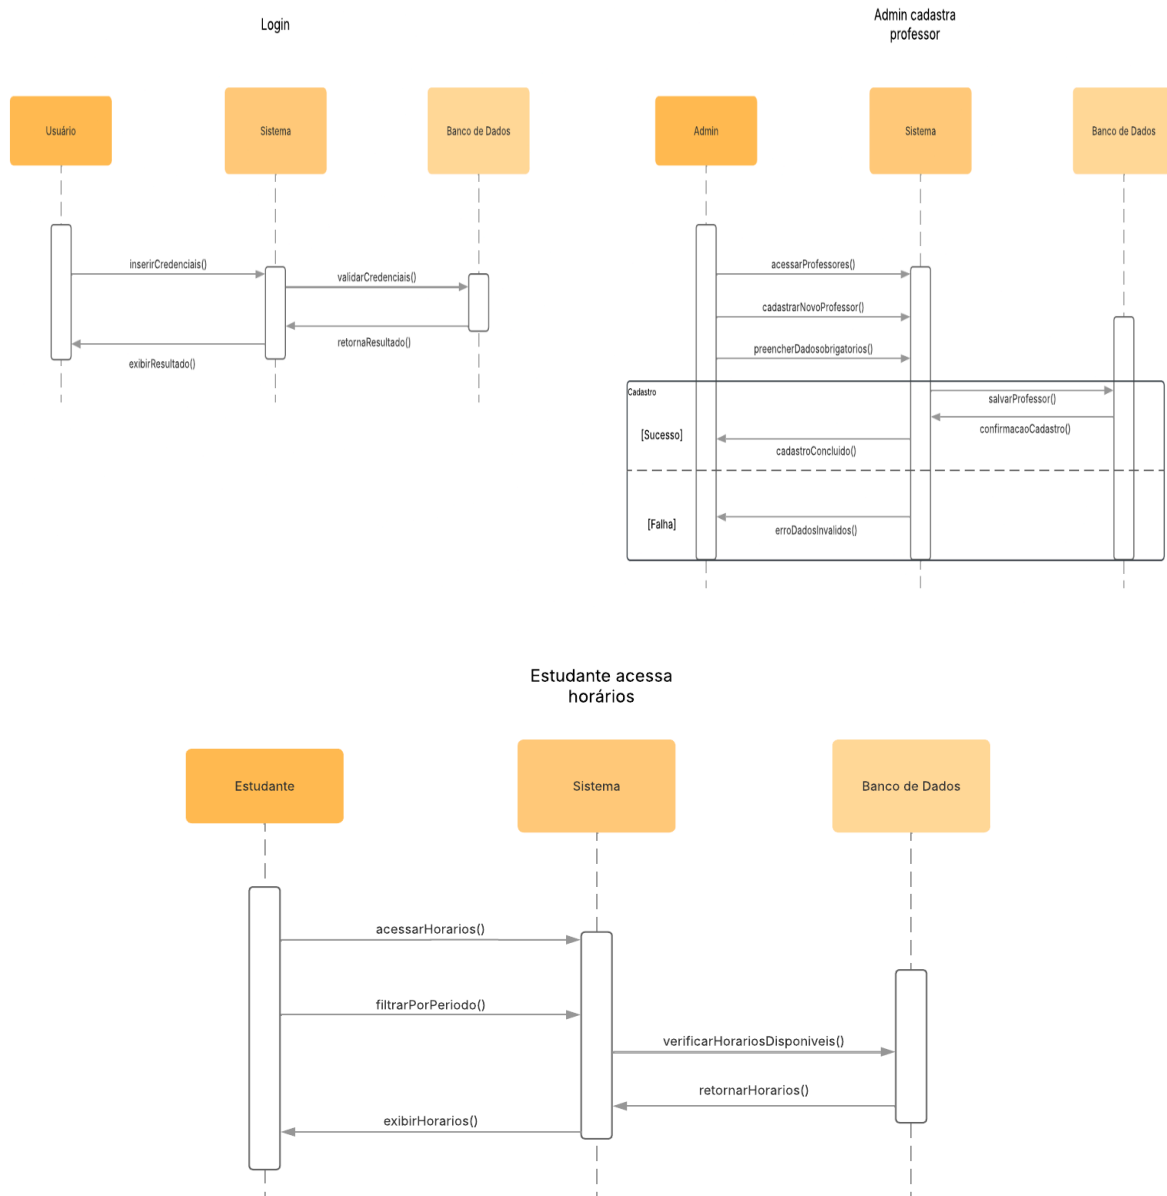 Login
Usuário
Sistema
Banco de Dados
inserirCredenciais()
validarCredenciais()
retornaResultado()
exibirResultado()
Admin cadastra
professor
Admin
Sistema
Banco de Dados
acessarProfessores()
cadastrarNovoProfessor()
preencherDadosobrigatorios()
Cadastro
salvarProfessor()
confirmacaoCadastro()
[Sucesso]
cadastroConcluido()
[Falha]
erroDadosInvalidos()
Estudante acessa
horários
Estudante
Sistema
Banco de Dados
acessarHorarios()
filtrarPorPeriodo()
verificarHorariosDisponiveis()
retornarHorarios()
exibirHorarios()